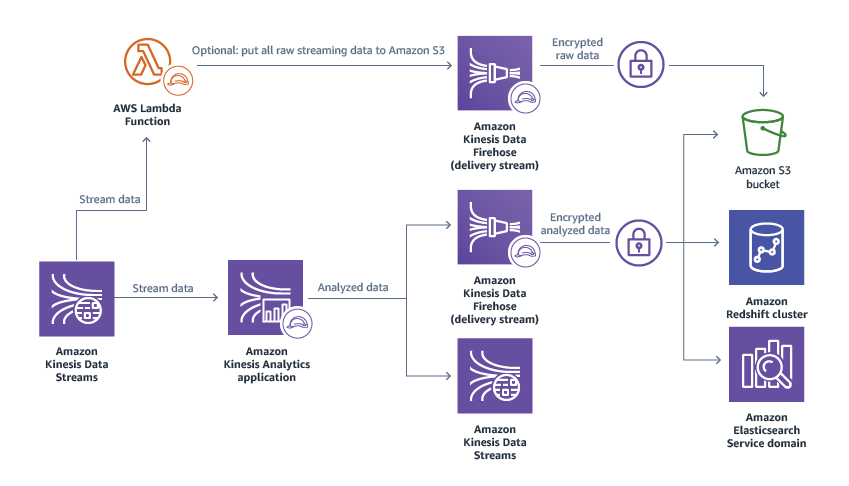 Optional: put all raw streaming data to Amazon S3
Encrypted
raw data
AWS Lambda
Function
Amazon
Kinesis Data
Firehose
(delivery stream)
Amazon S3
bucket
Stream data
Encrypted
analyzed data
Stream data
Analyzed data
Amazon
Kinesis Data
Firehose
(delivery stream)
Amazon
Redshift cluster
Amazon
Kinesis Data
Streams
Amazon
Kinesis Analytics
application
Amazon
Kinesis Data
Streams
Amazon
Elasticsearch
Service domain